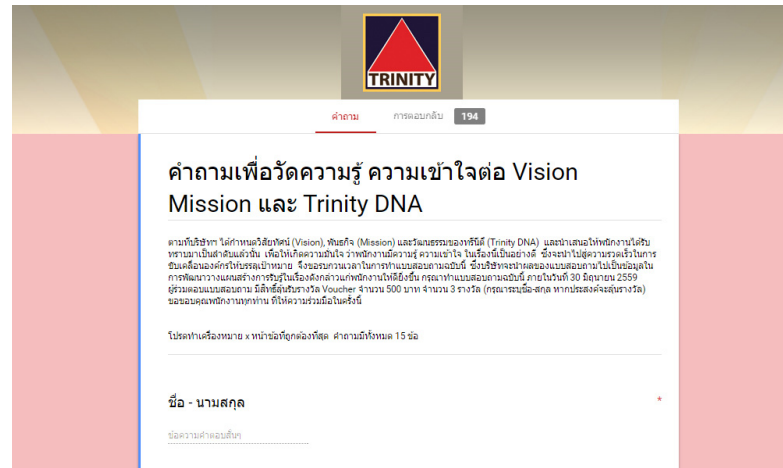 TRINITY
คำถาม การตอบกลับ 194
คำถามเพื่อวัดความรู้ ความเข้าใจต่อ Vision
Mission และ Trinity DNA
ตามที่บริษัทฯ ได้กำหนดวิสัยทัศน์ (Vision), พันธกิจ (Mission) และวัฒนธรรมของทรีนีตี้ (Trinity DNA) และนำเสนอให้พนักงานได้รับ
ทราบมาเป็นลำดับแล้วนั้น เพื่อให้เกิดความมั่นใจ ว่าพนักงานมีความรู้ ความเข้าใจ ในเรื่องนี้เป็นอย่างดี ซึ่งจะนำไปสู่ความรวดเร็วในการ
ขับเคลื่อนองค์กรให้บรรลุเป้าหมาย จึงขอรบกวนเวลาในการทำแบบสอบถามฉบับนี้ ซึ่งบริษัทจะนำผลของแบบสอบถามไปเป็นข้อมูลใน
การพัฒนาวางแผนสร้างการรับรู้ในเรื่องดังกล่าวแก่พนักงานให้ดียิ่งขึ้น กรุณาทำแบบสอบถามฉบับนี้ ภายในวันที่ 30 มิถุนายน 2559
ผู้ร่วมตอบแบบสอบถาม มีสิทธิ์ลุ้นรับรางวัล Voucher จำนวน 500 บาท จำนวน 3 รางวัล (กรุณาระบุชื่อ-สกุล หากประสงค์จะลุ้นรางวัล)
ขอขอบคุณพนักงานทุกท่าน ที่ให้ความร่วมมือในครั้งนี้
โปรดทำเครื่องหมาย x หน้าข้อที่ถูกต้องที่สุด คำถามมีทั้งหมด 15 ข้อ
ชื่อ - นามสกุล *
ข้อความคำตอบสั้นๆ